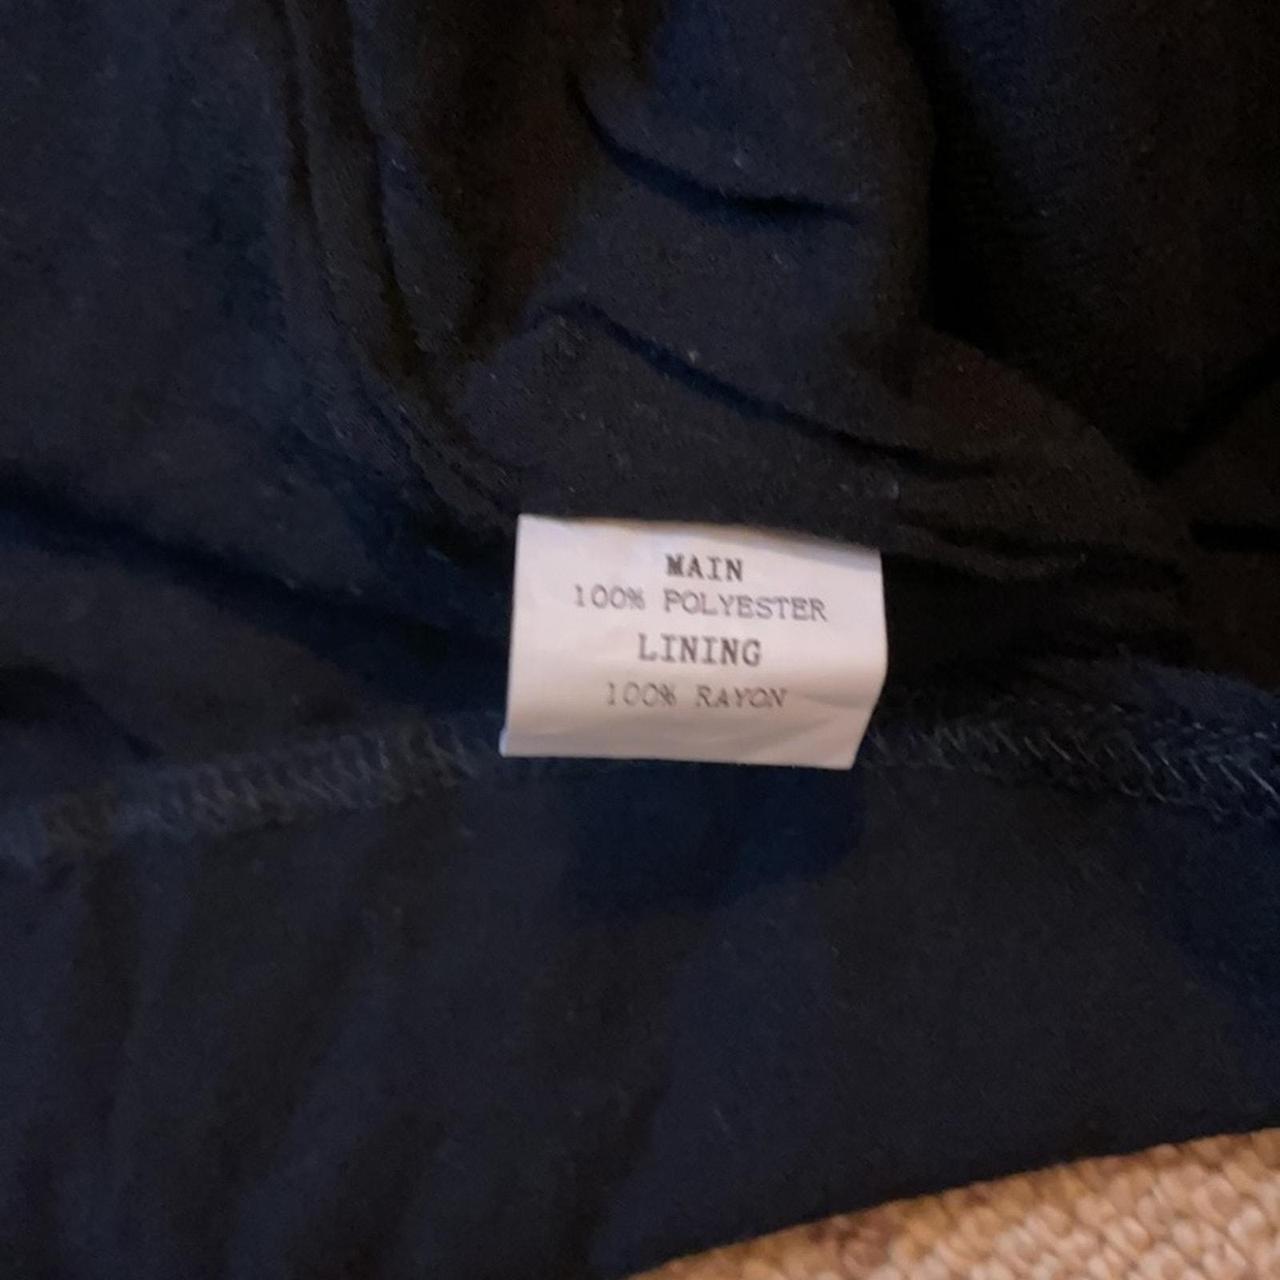 MAIN
100% POLYESTER
LINING
100% RAYON